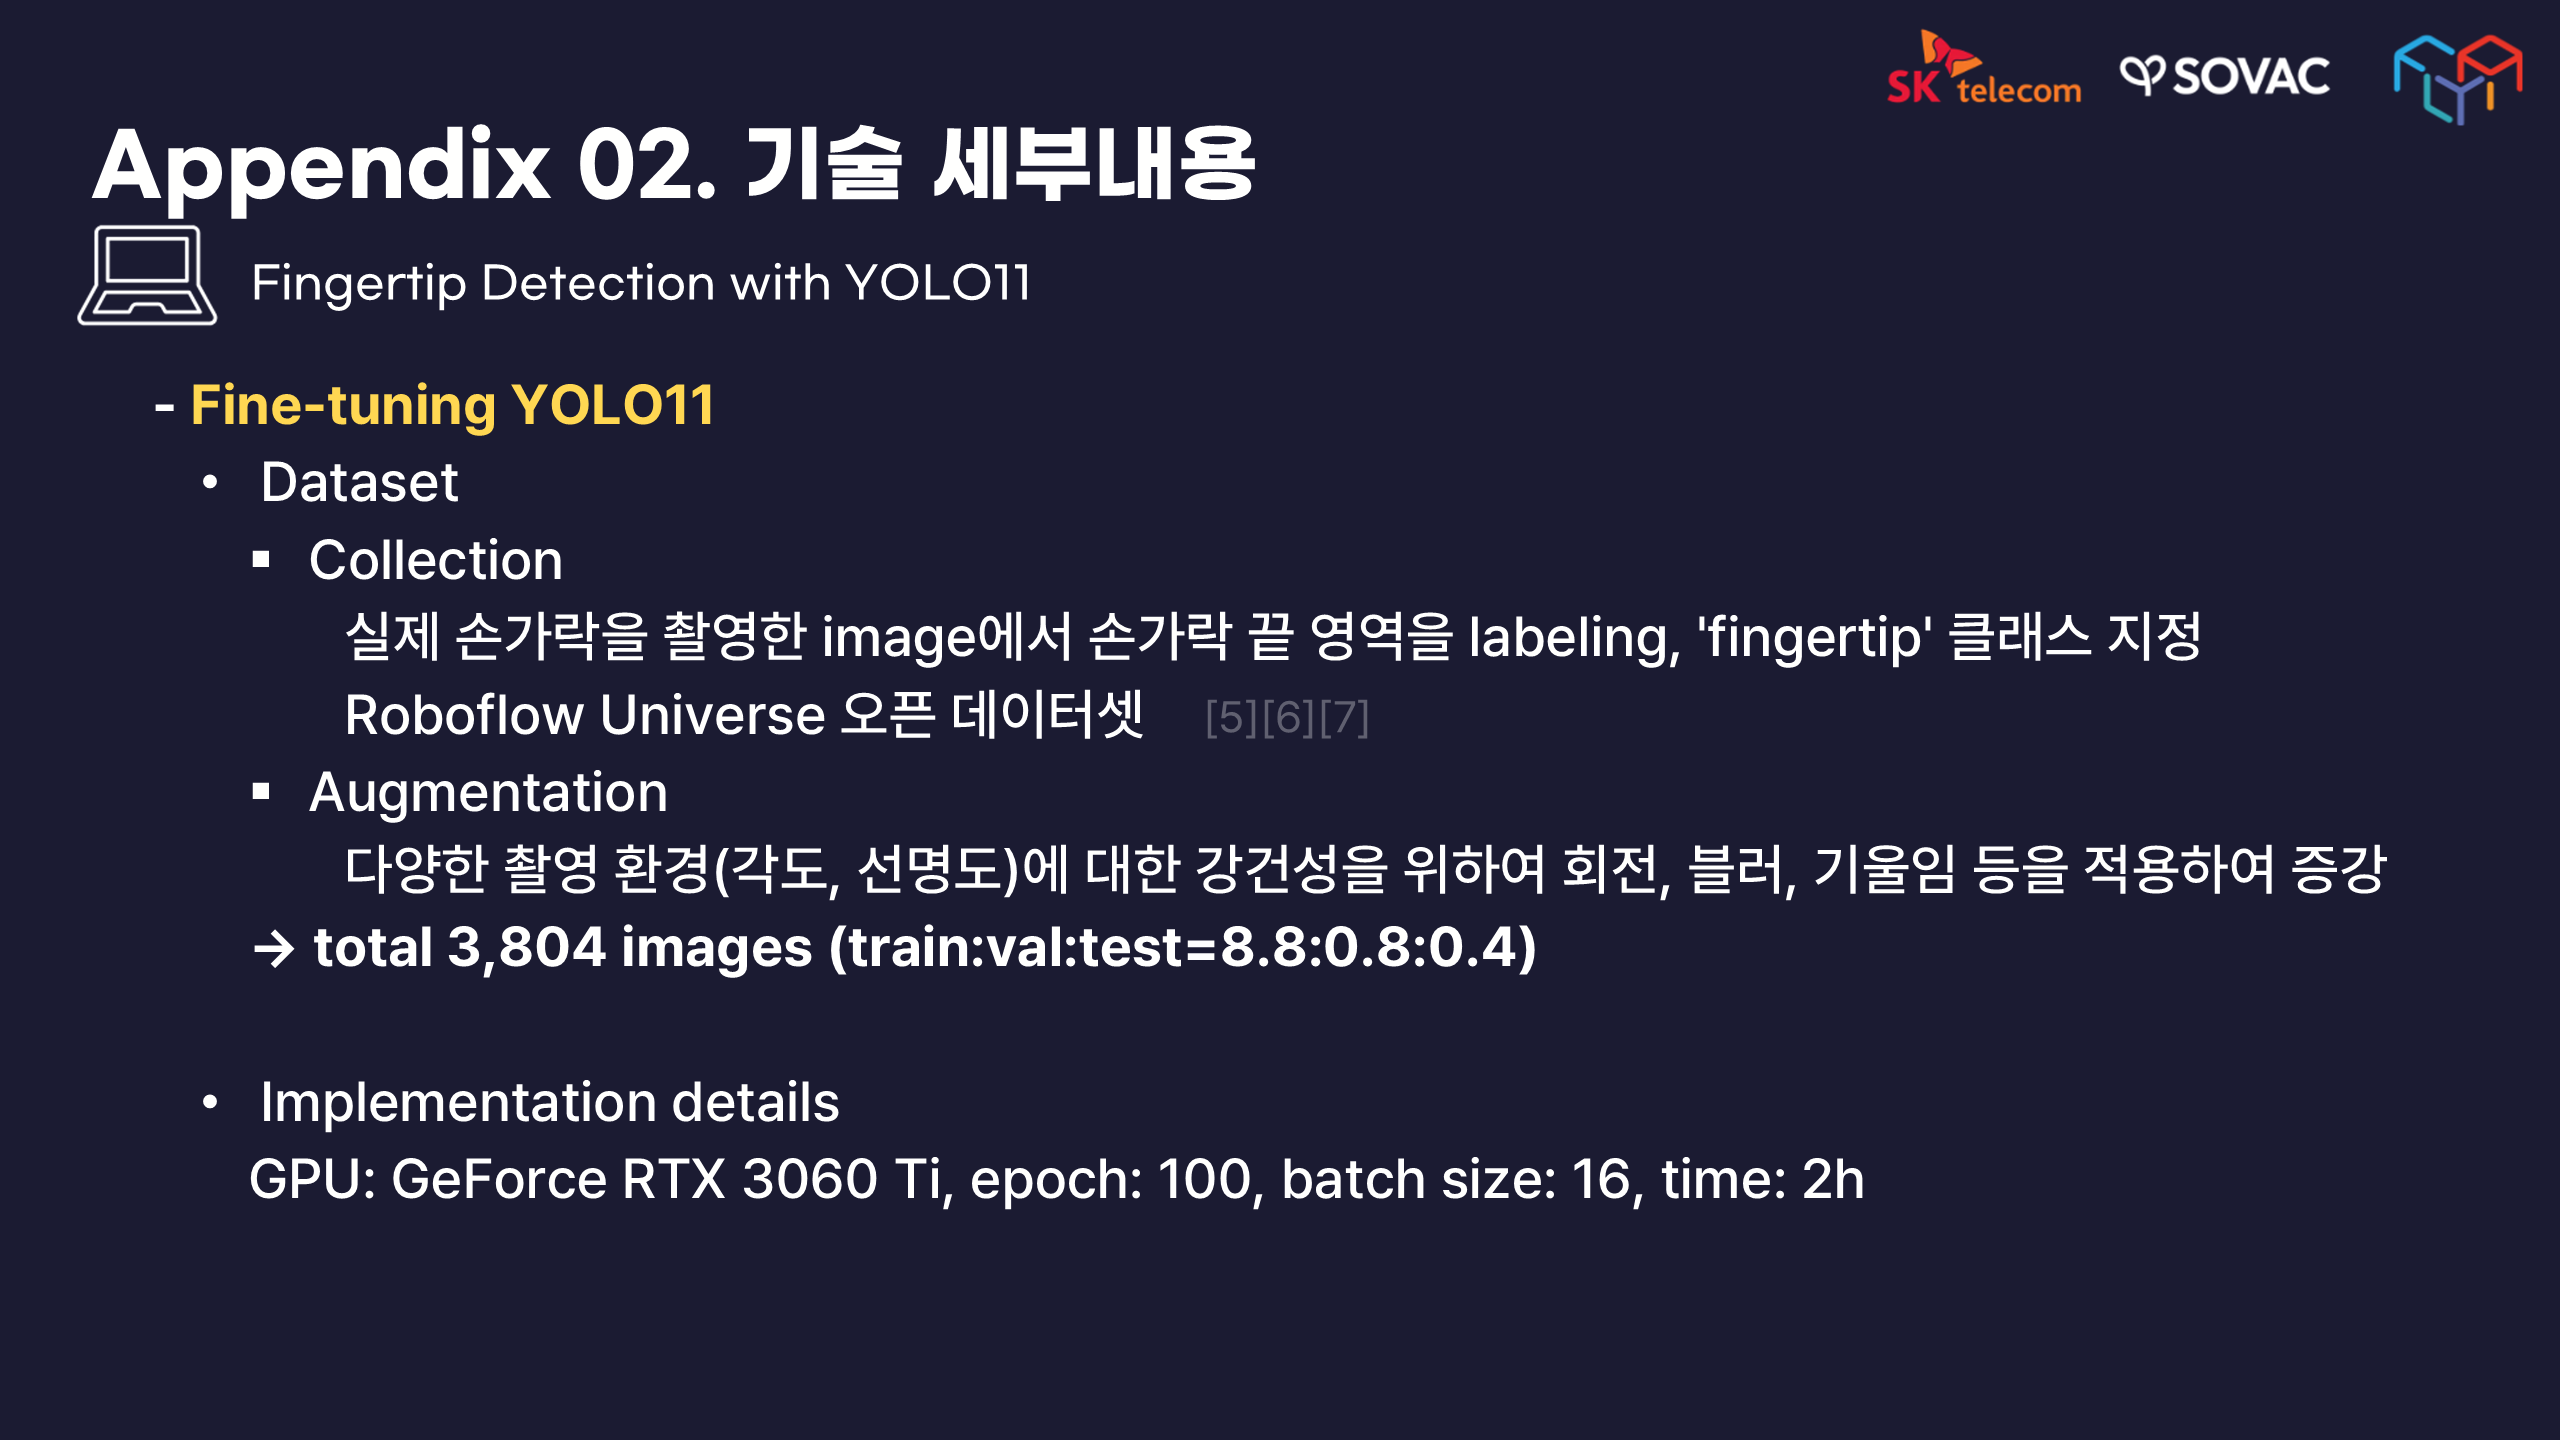 SK telecom
SOVAC
Appendix 02. 기술 세부내용
Fingertip Detection with YOLO11
- Fine-tuning YOLO11
• Dataset
▪ Collection
실제 손가락을 촬영한 image에서 손가락 끝 영역을 labeling, 'fingertip' 클래스 지정
Roboflow Universe 오픈 데이터셋 [5][6][7]
▪ Augmentation
다양한 촬영 환경(각도, 선명도)에 대한 강건성을 위하여 회전, 블러, 기울임 등을 적용하여 증강
→ total 3,804 images (train:val:test=8.8:0.8:0.4)
• Implementation details
GPU: GeForce RTX 3060 Ti, epoch: 100, batch size: 16, time: 2h